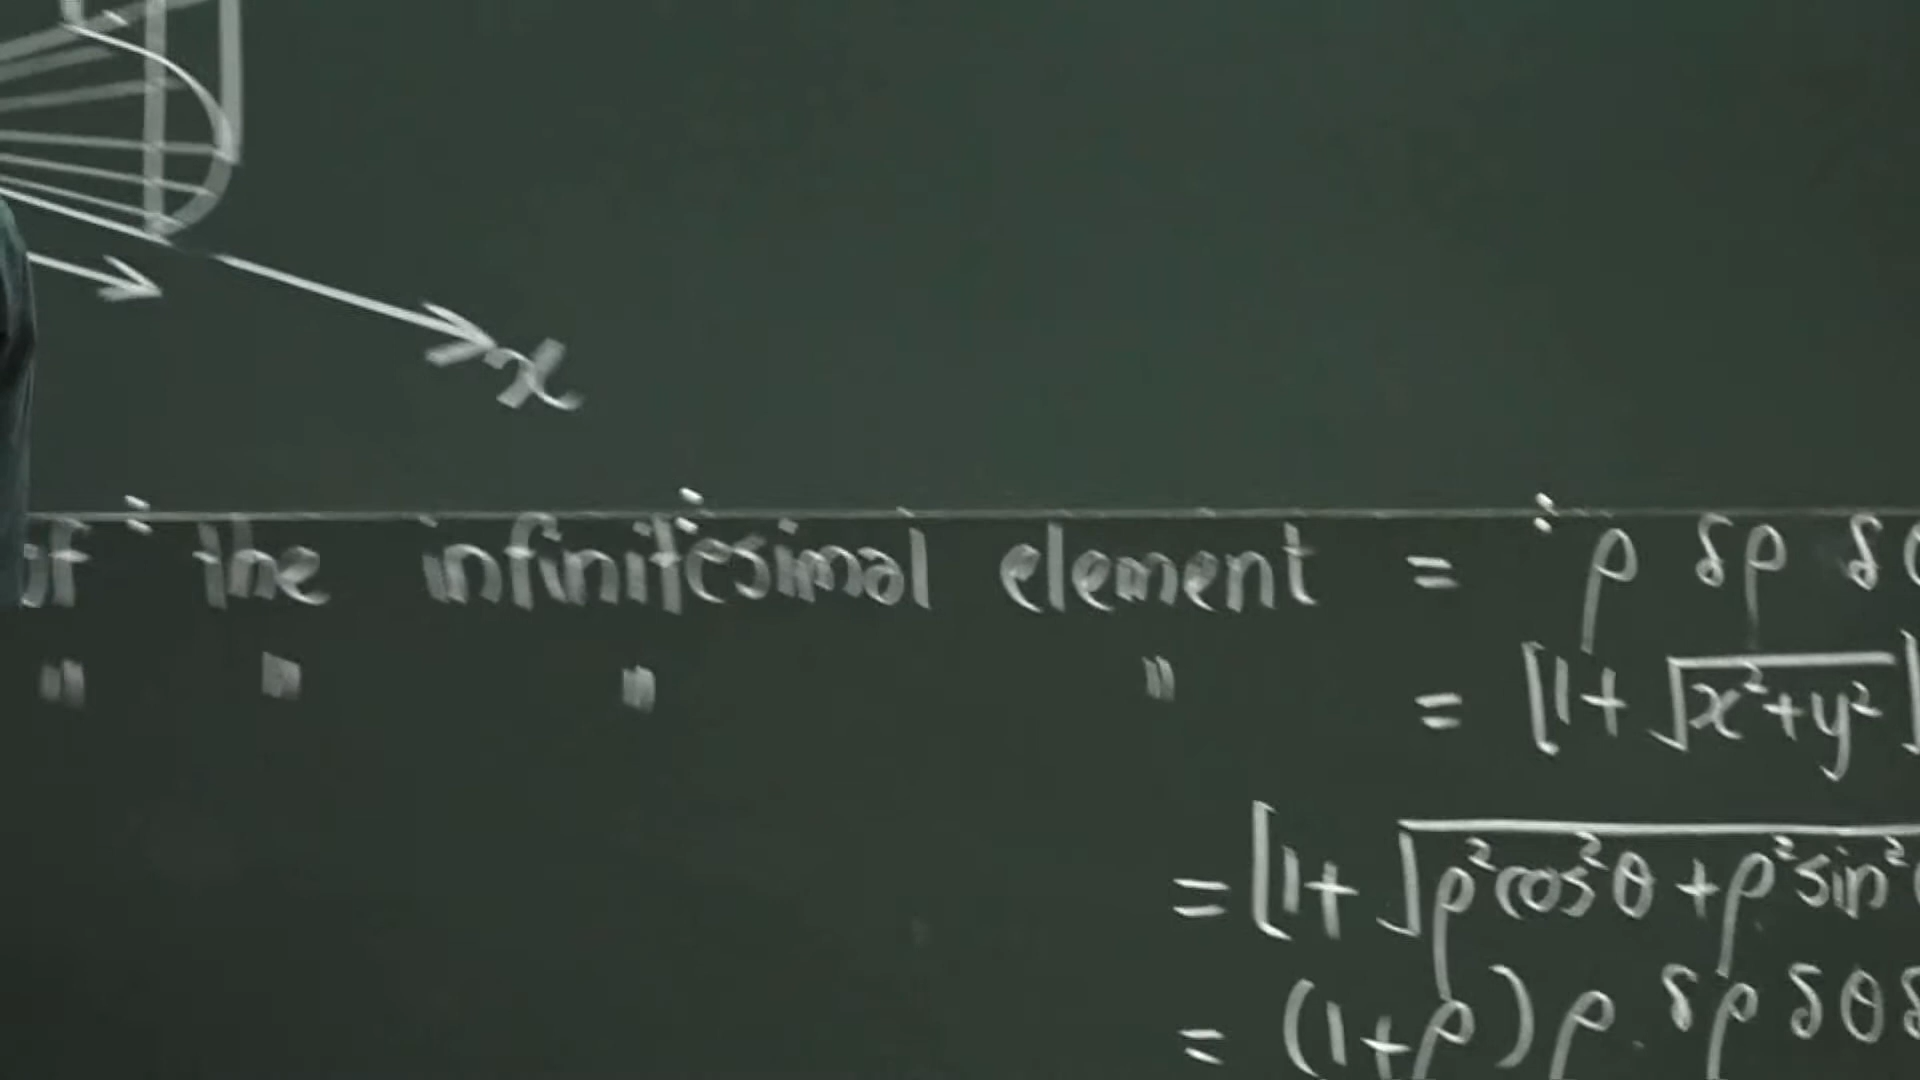 x
of the infinitesimal element = ρ δρ δ
" " " " = [1+ √x²+y²]
= [1+ √ρ²cos²θ + ρ²sin²
= (1+ρ) ρ δρ δθ δ